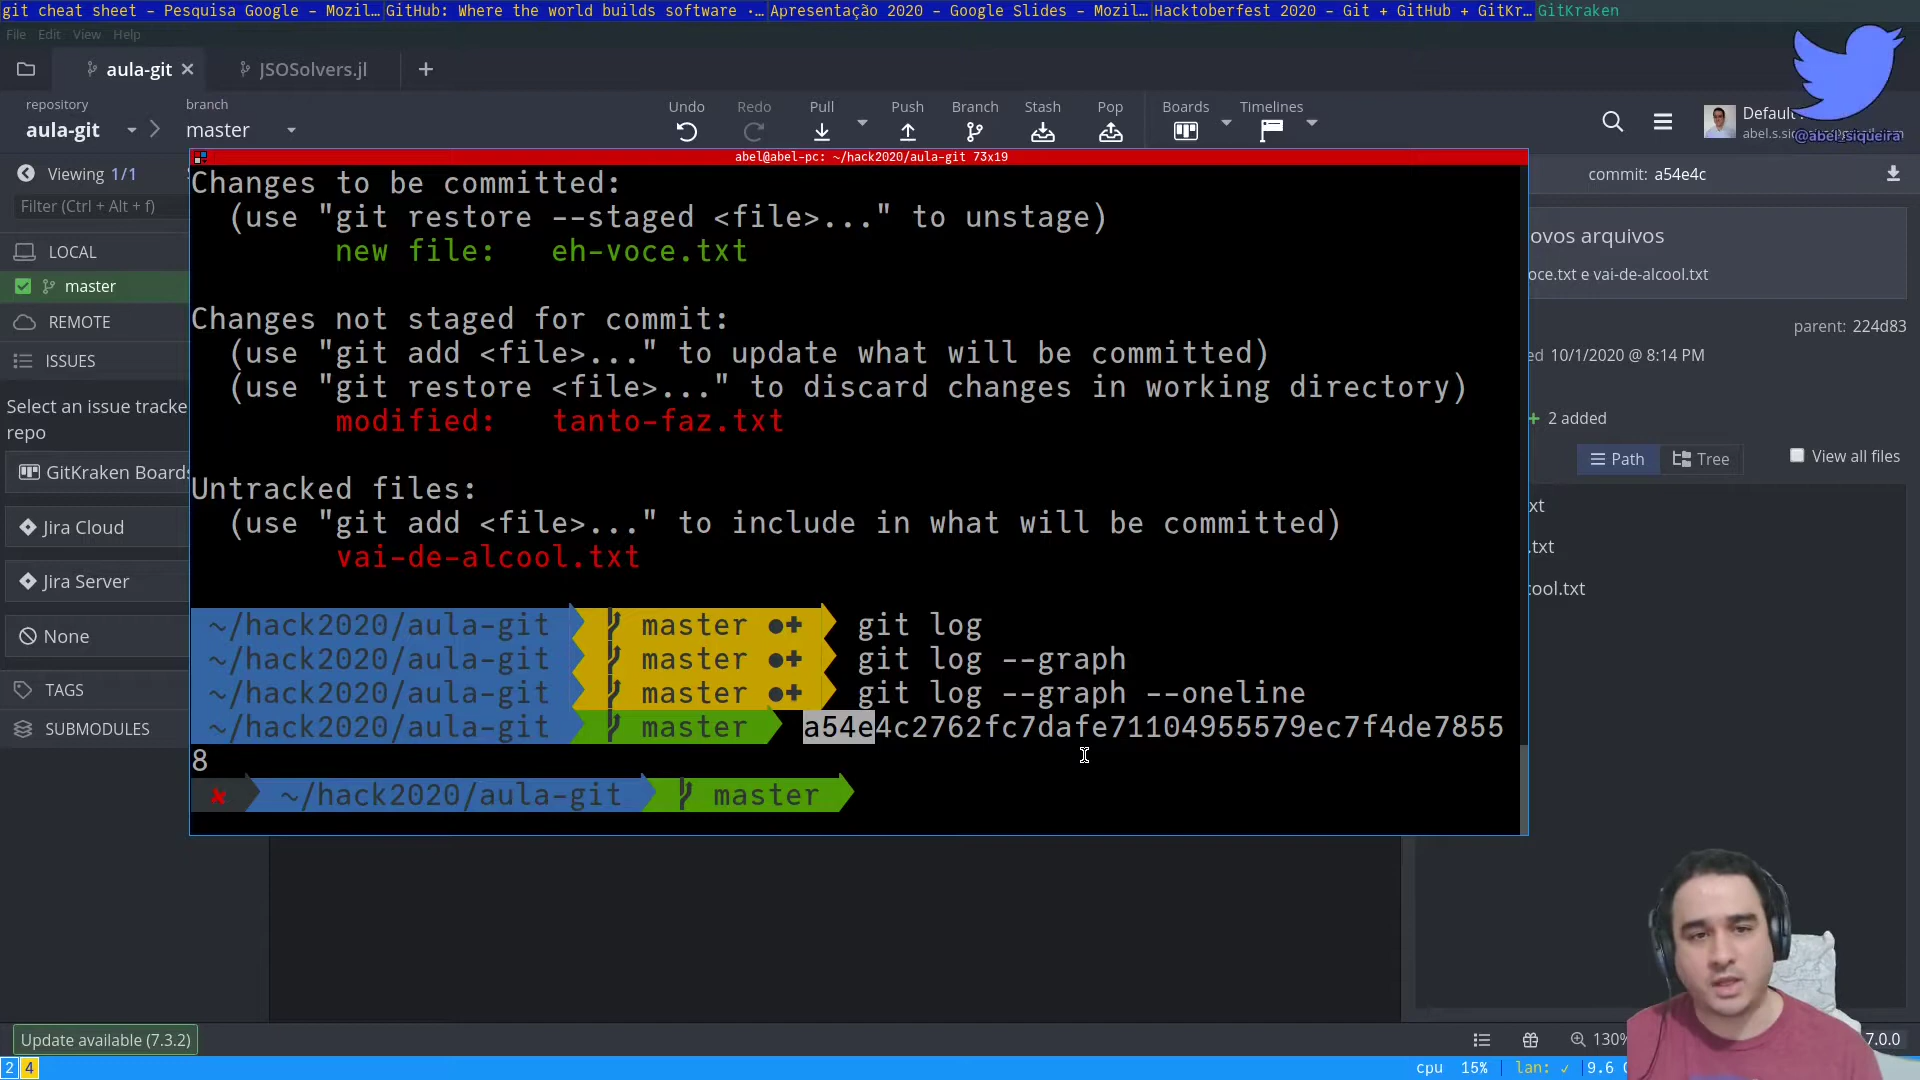 git cheat sheet - Pesquisa Google - Mozil… GitHub: Where the world builds software ·… Apresentação 2020 - Google Slides - Mozil… Hacktoberfest 2020 - Git + GitHub + GitKr… GitKraken
File Edit View Help
aula-git JSOSolvers.jl
repository branch Undo Redo Pull Push Branch Stash Pop Boards Timelines
aula-git master
Default
abel.s.siqueira
@abel_siqueira
abel@abel-pc: ~/hack2020/aula-git 73x19
Viewing 1/1
commit: a54e4c
Filter (Ctrl + Alt + f)
LOCAL
master
REMOTE
ISSUES
Select an issue tracke
repo
GitKraken Boards
Jira Cloud
Jira Server
None
TAGS
SUBMODULES
Changes to be committed:
(use "git restore --staged <file>..." to unstage)
new file: eh-voce.txt
Changes not staged for commit:
(use "git add <file>..." to update what will be committed)
(use "git restore <file>..." to discard changes in working directory)
modified: tanto-faz.txt
Untracked files:
(use "git add <file>..." to include in what will be committed)
vai-de-alcool.txt
~/hack2020/aula-git master ●+ git log
~/hack2020/aula-git master ●+ git log --graph
~/hack2020/aula-git master ●+ git log --graph --oneline
~/hack2020/aula-git master a54e4c2762fc7dafe71104955579ec7f4de7855
8
✘ ~/hack2020/aula-git master
ovos arquivos
oce.txt e vai-de-alcool.txt
parent: 224d83
ed 10/1/2020 @ 8:14 PM
+ 2 added
Path Tree View all files
xt
.txt
cool.txt
Update available (7.3.2)
130%
7.0.0
2 4
cpu 15% lan: ✓ 9.6